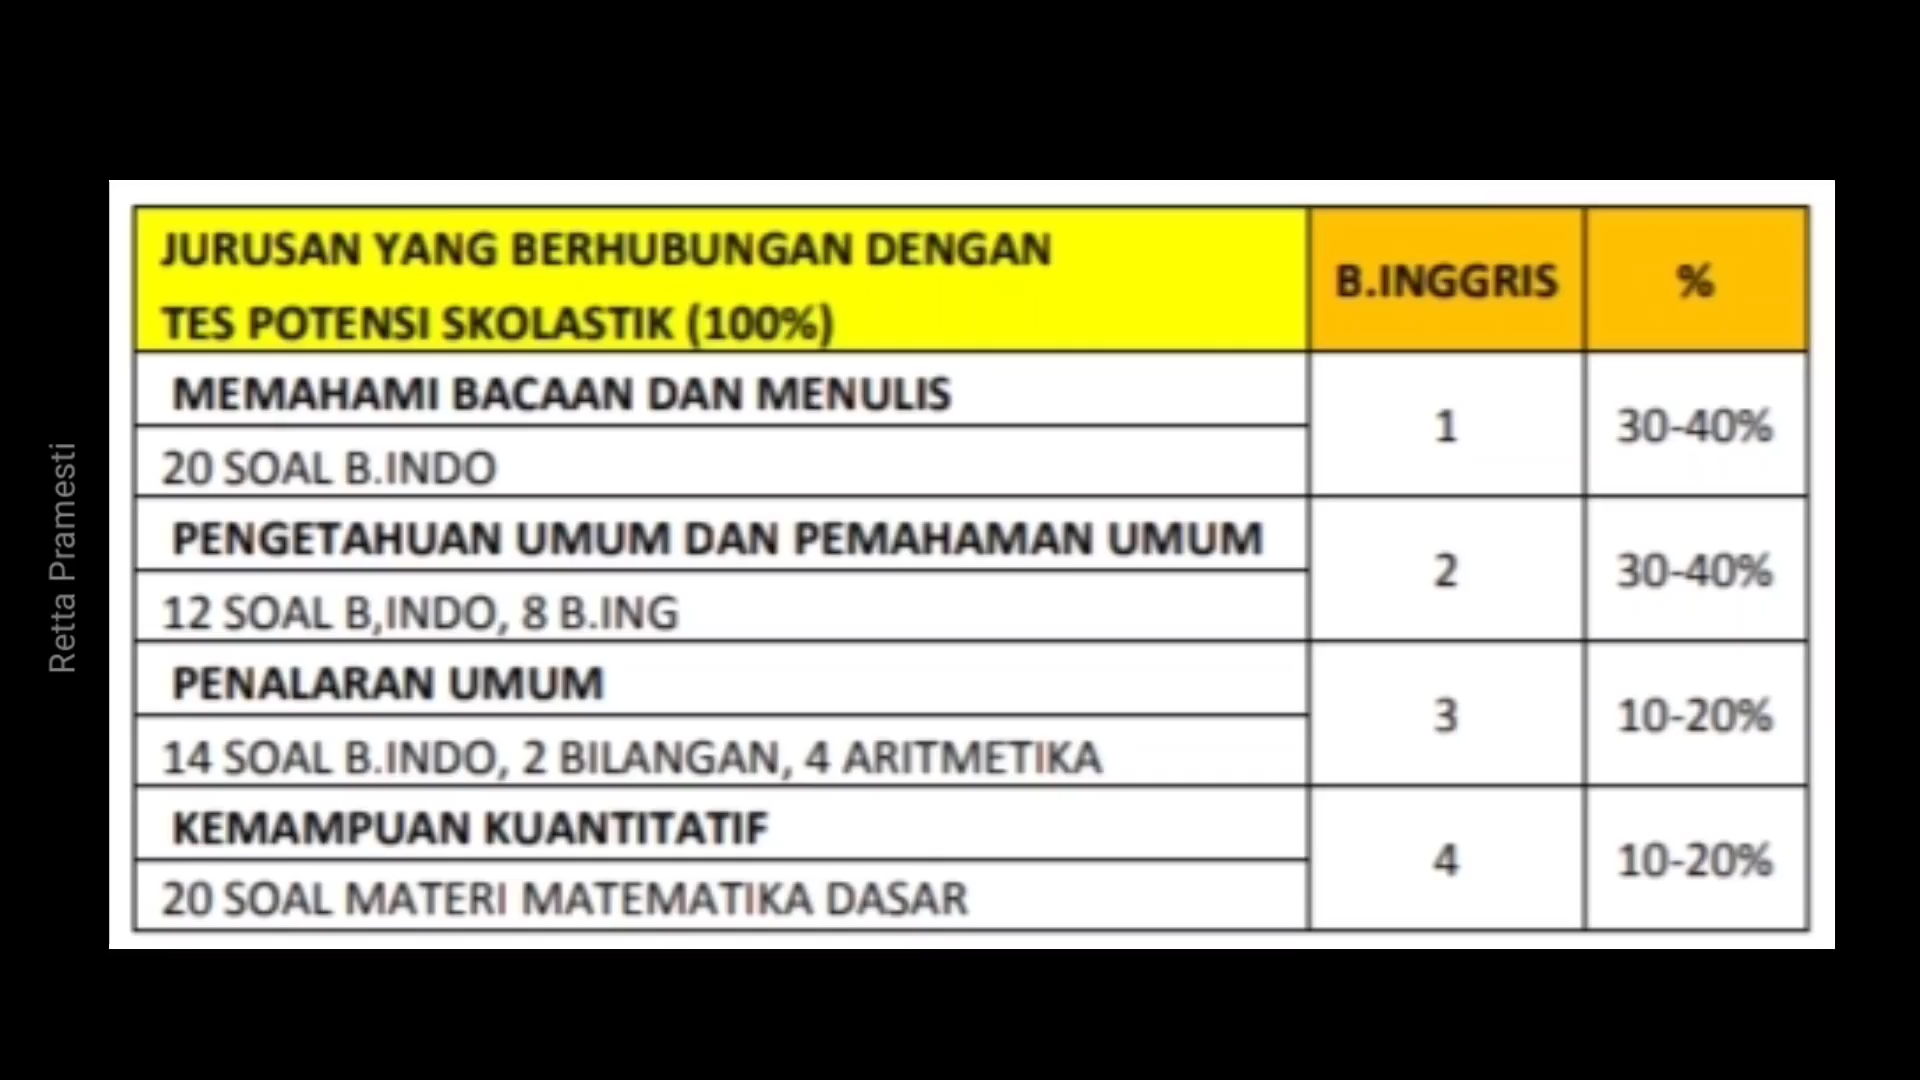 JURUSAN YANG BERHUBUNGAN DENGAN
TES POTENSI SKOLASTIK (100%)
B.INGGRIS
%
MEMAHAMI BACAAN DAN MENULIS
20 SOAL B.INDO
1
30-40%
PENGETAHUAN UMUM DAN PEMAHAMAN UMUM
12 SOAL B,INDO, 8 B.ING
2
30-40%
PENALARAN UMUM
14 SOAL B.INDO, 2 BILANGAN, 4 ARITMETIKA
3
10-20%
KEMAMPUAN KUANTITATIF
20 SOAL MATERI MATEMATIKA DASAR
4
10-20%
Retta Pramesti